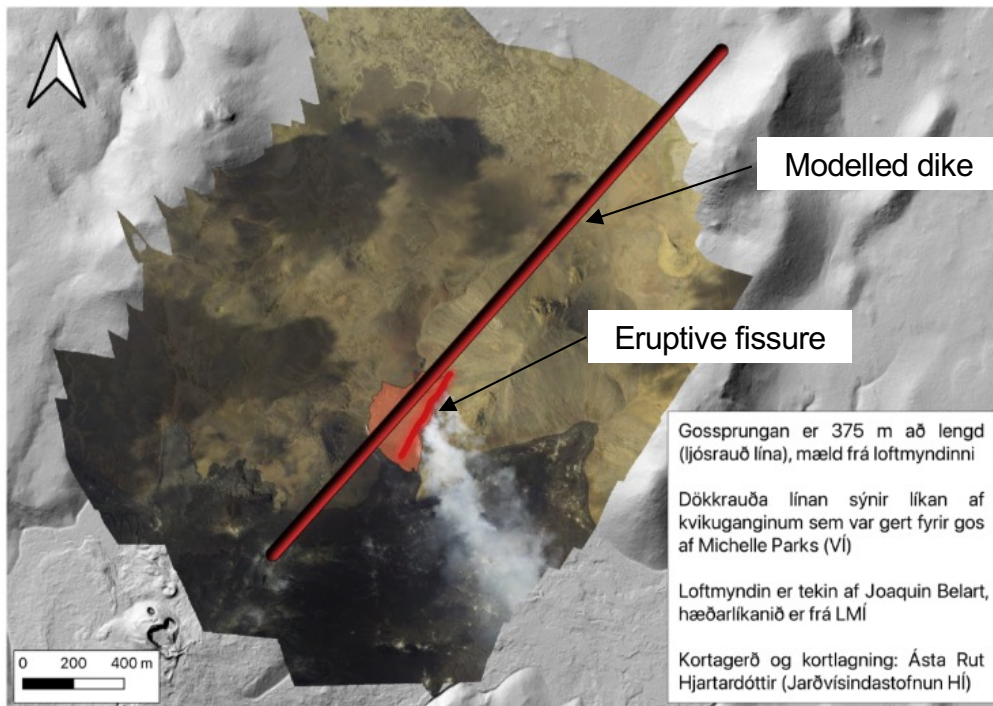 Modelled dike
Eruptive fissure
Gossprungan er 375 m að lengd
(ljósrauð lína), mæld frá loftmyndinni
Dökkrauða línan sýnir líkan af
kvikuganginum sem var gert fyrir gos
af Michelle Parks (VÍ)
Loftmyndin er tekin af Joaquin Belart,
hæðarlíkanið er frá LMÍ
Kortagerð og kortlagning: Ásta Rut
Hjartardóttir (Jarðvísindastofnun HÍ)
0 200 400 m